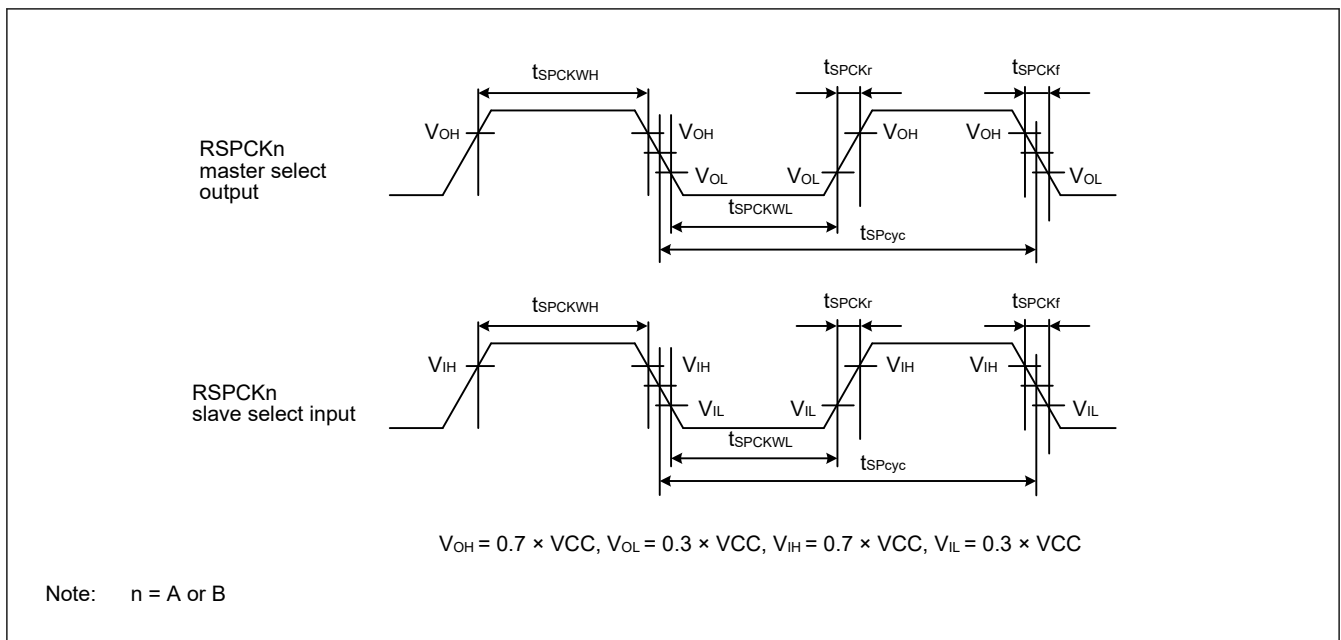 tSPCKWH
tSPCKr
tSPCKf
VOH
VOH
VOH
VOH
RSPCKn
master select
output
VOL
VOL
VOL
tSPCKWL
tSPcyc
tSPCKWH
tSPCKr
tSPCKf
VIH
VIH
VIH
VIH
RSPCKn
slave select input
VIL
VIL
VIL
tSPCKWL
tSPcyc
VOH = 0.7 × VCC, VOL = 0.3 × VCC, VIH = 0.7 × VCC, VIL = 0.3 × VCC
Note: n = A or B